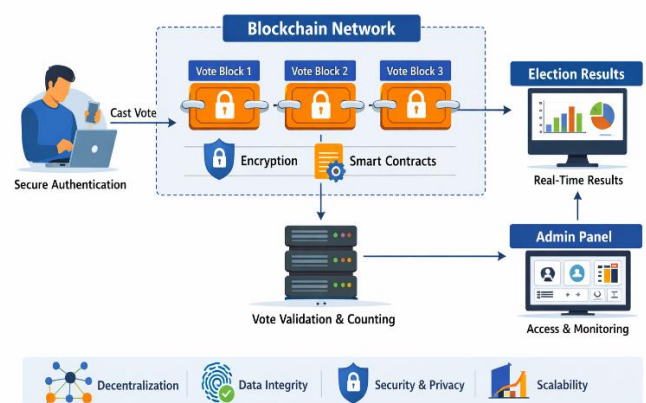 Blockchain Network
Vote Block 1
Vote Block 2
Vote Block 3
Cast Vote
Secure Authentication
Encryption
Smart Contracts
Election Results
Real-Time Results
Vote Validation & Counting
Admin Panel
Access & Monitoring
Decentralization
Data Integrity
Security & Privacy
Scalability